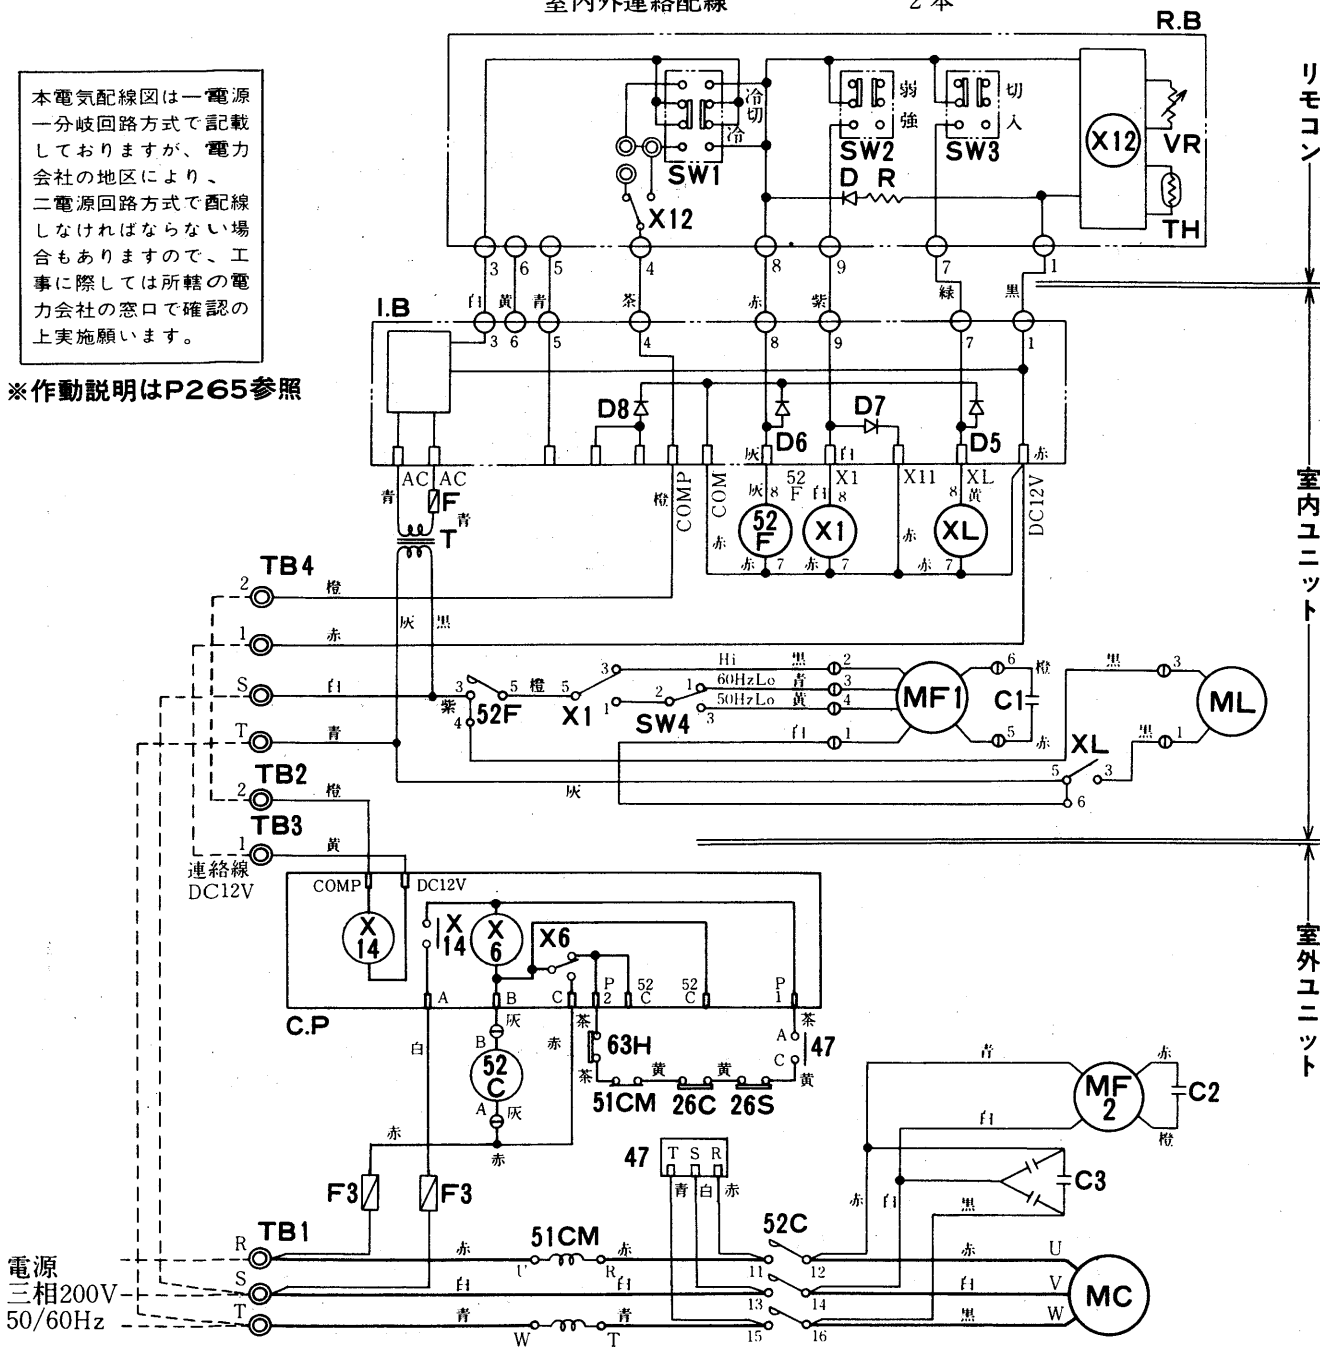 室内外連絡配線 2本
R.B
本電気配線図は一電源
一分岐回路方式で記載
しておりますが、電力
会社の地区により、
二電源回路方式で配線
しなければならない場
合もありますので、工
事に際しては所轄の電
力会社の窓口で確認の
上実施願います。
※作動説明はP265参照
リモコン
冷
切
冷
SW1
X12
弱
強
SW2
切
入
SW3
D R
X12
VR
TH
3 6 5 4 8 9 7 1
白 黄 青 茶 赤 紫 緑 黒
I.B
3 6 5 4 8 9 7 1
D8 D6 D7 D5
灰 白 赤
AC AC COMP COM 52F X1 X11 XL DC12V
青 F 青 橙 灰 8 白 8 8 黄
T
52F X1 XL
赤 赤 7 赤 7 赤 赤 7
室内ユニット
TB4
2 橙
灰 黒
1 赤
S 白
T 青
紫 3 4 52F 5 橙 5 X1 3 1
2 SW4 1 3
Hi 黒 2
60HzLo 青 3
50HzLo 黄 4
白 1
MF1
6 橙
C1
5 赤
黒 3
ML
黒 1
XL
5 3
6
灰
TB2
2 橙
TB3
1 黄
連絡線
DC12V
COMP DC12V
X14 X14 X6 X6
A B C P2 52C 52C P1
C.P
室外ユニット
白 灰 赤 茶 茶
B 52C A 灰
63H
茶
A 47
C 黄
51CM 黄 26C 黄 26S
赤 赤
F3 F3
47 T S R
青 白 赤
青 赤
MF2 C2
白 橙
C3
赤 白 黒
TB1
電源
三相200V
50/60Hz
R 赤 U 51CM R 赤 11 52C 12 赤 U
S 白 白 13 14 白 V
T 青 W T 青 15 16 黒 W
MC